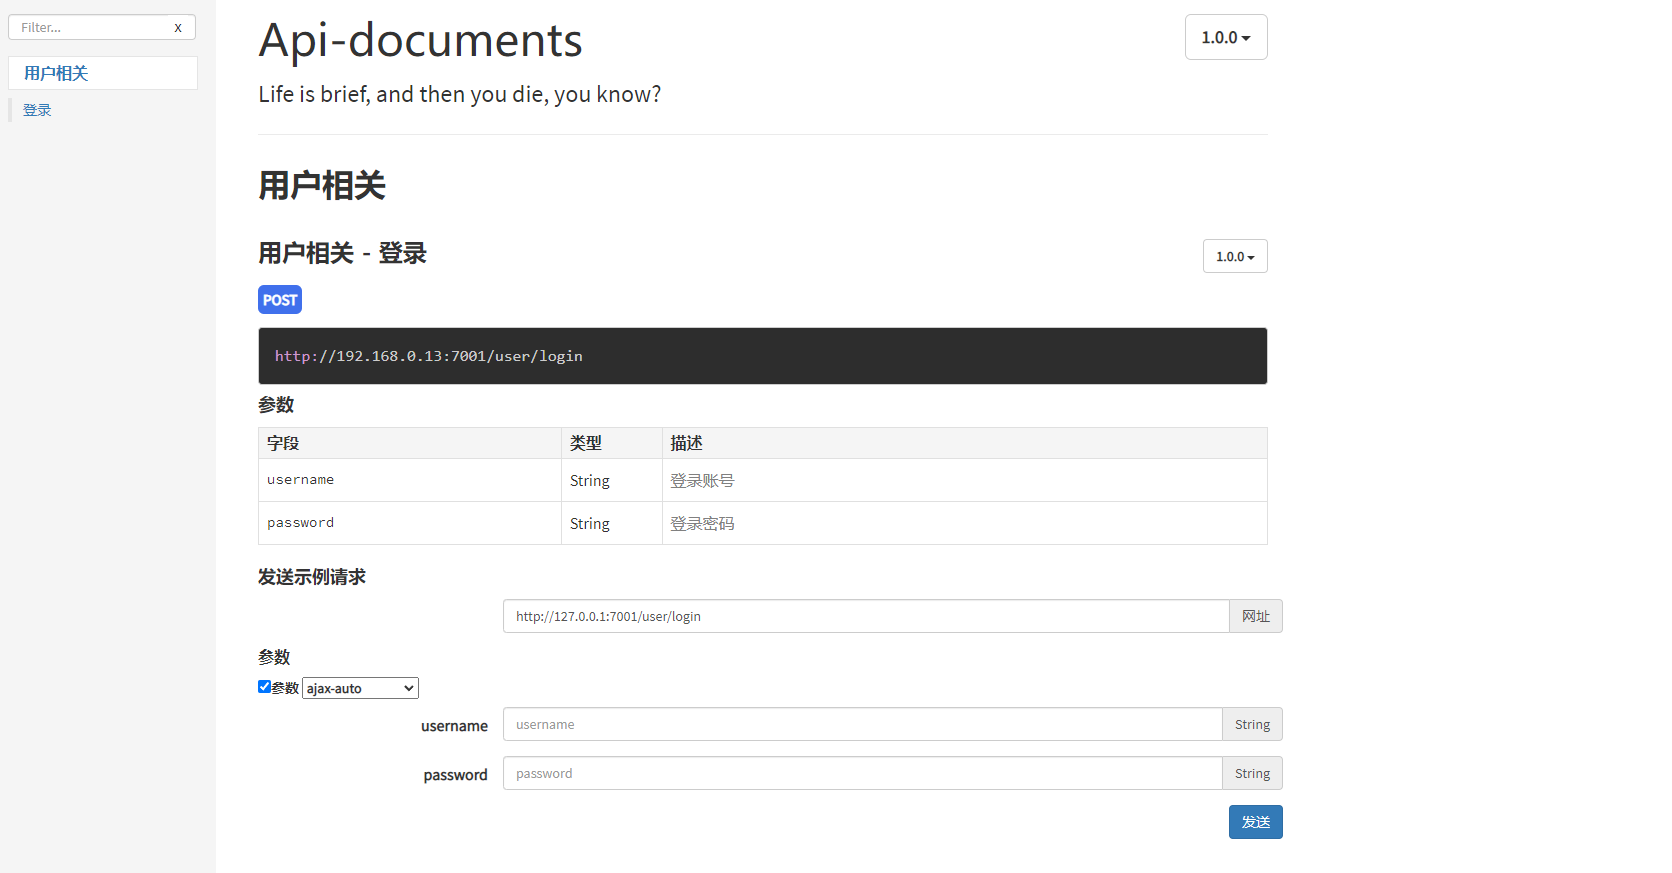 Filter...
X
用户相关
登录
Api-documents
1.0.0
Life is brief, and then you die, you know?
用户相关
用户相关 - 登录
1.0.0
POST
http://192.168.0.13:7001/user/login
参数
字段 类型 描述
username String 登录账号
password String 登录密码
发送示例请求
http://127.0.0.1:7001/user/login 网址
参数
参数 ajax-auto
username username String
password password String
发送